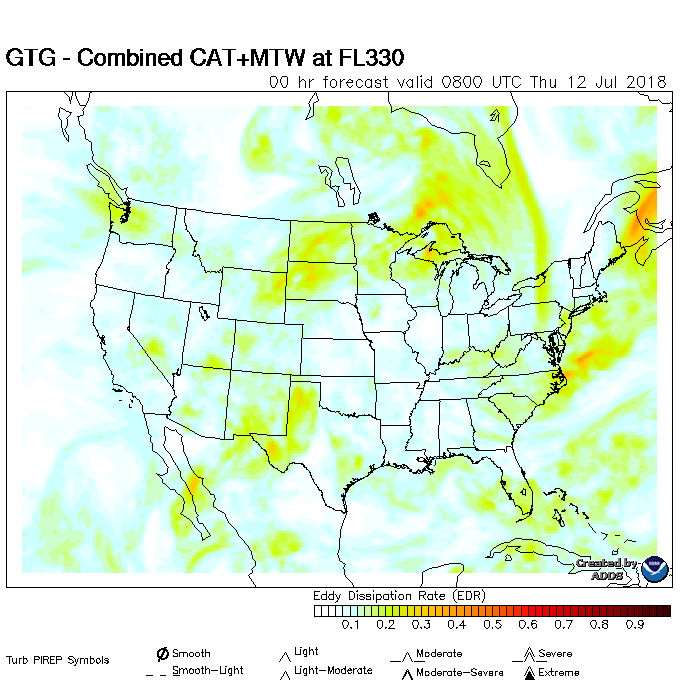 GTG - Combined CAT+MTW at FL330
00 hr forecast valid 0800 UTC Thu 12 Jul 2018
Created by
ADDS
NOAA
Eddy Dissipation Rate (EDR)
0.1 0.2 0.3 0.4 0.5 0.6 0.7 0.8 0.9
Turb PIREP Symbols
Smooth Light Moderate Severe
Smooth-Light Light-Moderate Moderate-Severe Extreme